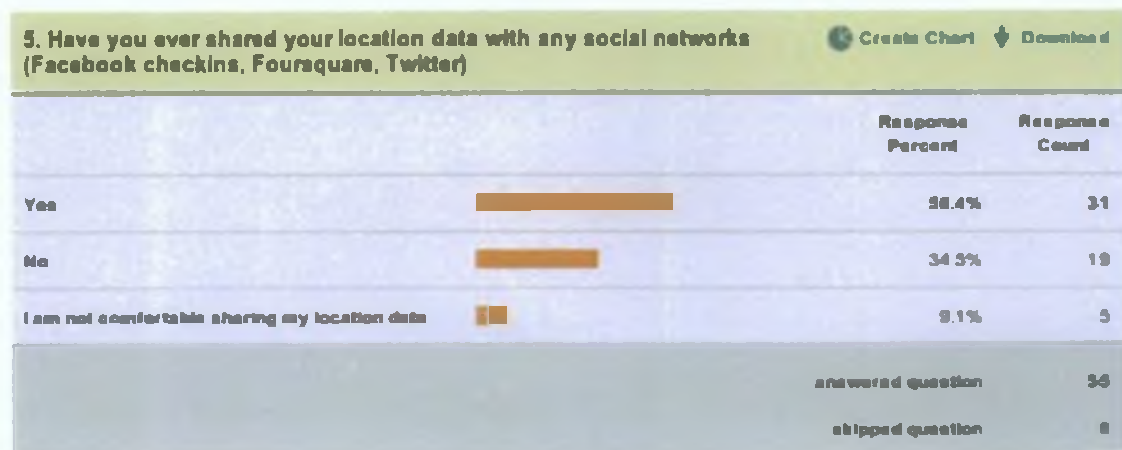 5. Have you ever shared your location data with any social networks
(Facebook checkins, Foursquare, Twitter)
Create Chart Download
Response Percent
Response Count
Yes 56.4% 31
No 34.5% 19
I am not comfortable sharing my location data 9.1% 5
answered question 55
skipped question